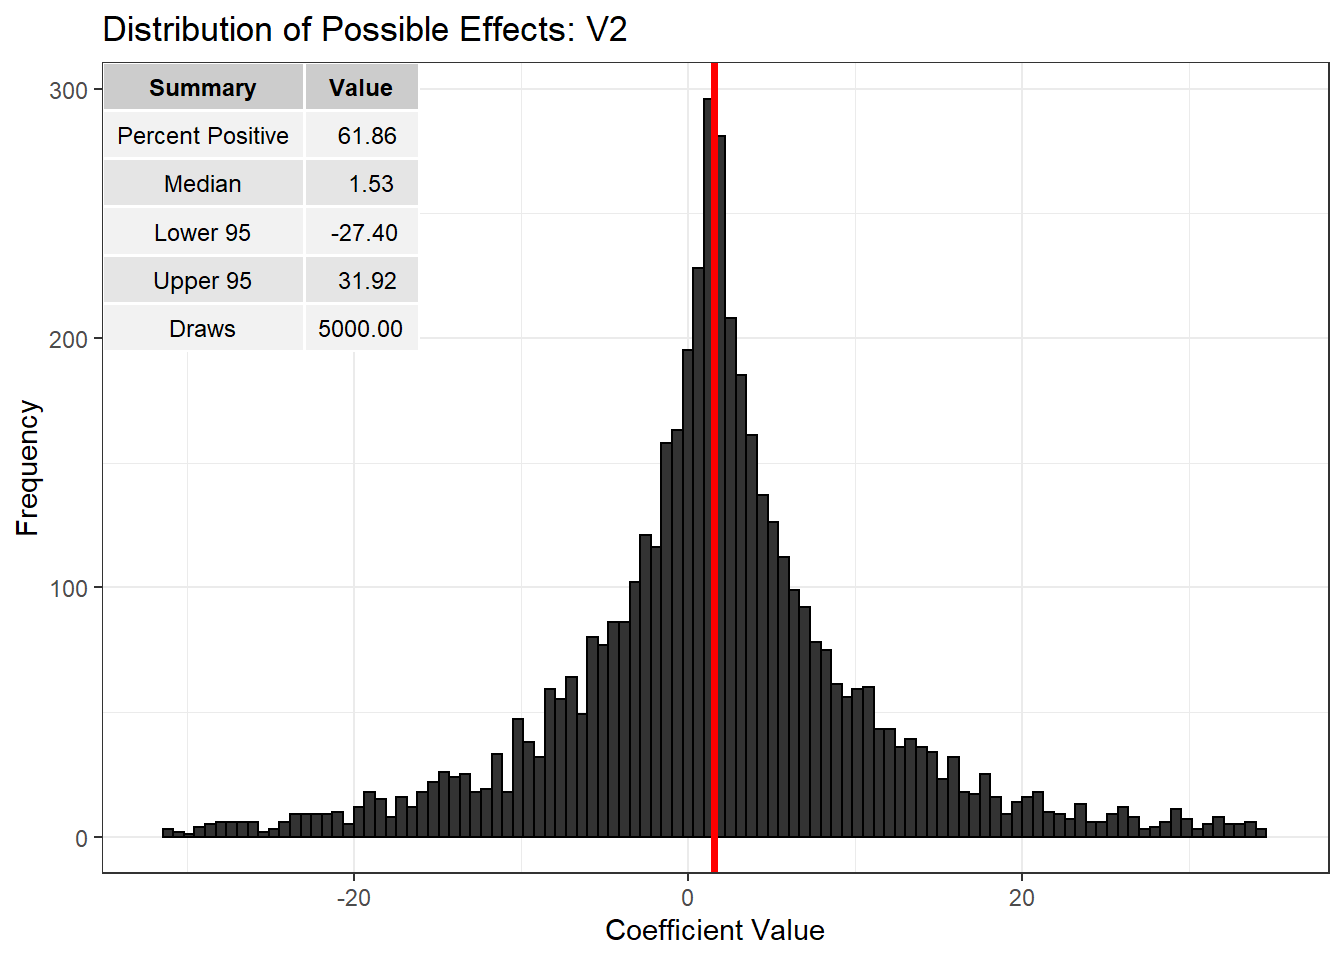 Distribution of Possible Effects: V2
Summary Value
Percent Positive 61.86
Median 1.53
Lower 95 -27.40
Upper 95 31.92
Draws 5000.00
300
200
100
0
Frequency
-20 0 20
Coefficient Value